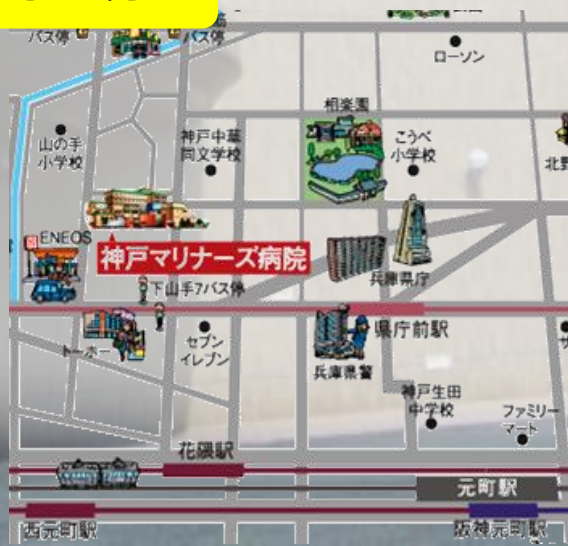 バス停
バス停
ローソン
相楽園
山の手
小学校
神戸中華
同文学校
こうべ
小学校
北野
ENEOS
神戸マリナーズ病院
兵庫県庁
下山手7バス停
県庁前駅
トーホー
セブン
イレブン
兵庫県警
神戸生田
中学校
ファミリー
マート
花隈駅
元町駅
西元町駅
阪神元町駅